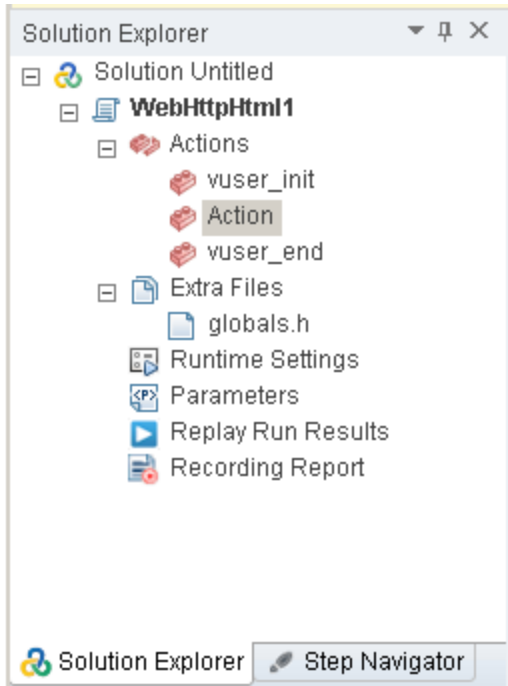 Solution Explorer
Solution Untitled
WebHttpHtml1
Actions
vuser_init
Action
vuser_end
Extra Files
globals.h
Runtime Settings
Parameters
Replay Run Results
Recording Report
Solution Explorer Step Navigator